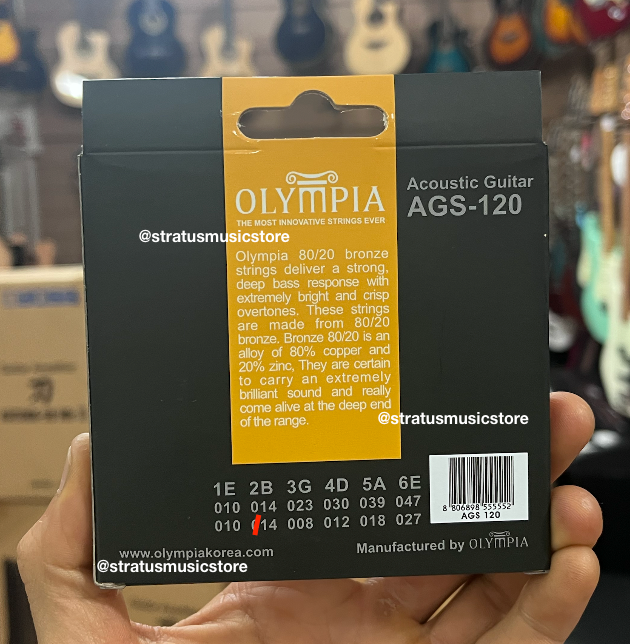 OLYMPIA
THE MOST INNOVATIVE STRINGS EVER
Acoustic Guitar
AGS-120
@stratusmusicstore
Olympia 80/20 bronze
strings deliver a strong,
deep bass response with
extremely bright and crisp
overtones. These strings
are made from 80/20
bronze. Bronze 80/20 is an
alloy of 80% copper and
20% zinc, They are certain
to carry an extremely
brilliant sound and really
come alive at the deep end
of the range.
@stratusmusicstore
1E 2B 3G 4D 5A 6E
010 014 023 030 039 047
010 014 008 012 018 027
8 806898 555552
AGS 120
www.olympiakorea.com
Manufactured by OLYMPIA
@stratusmusicstore